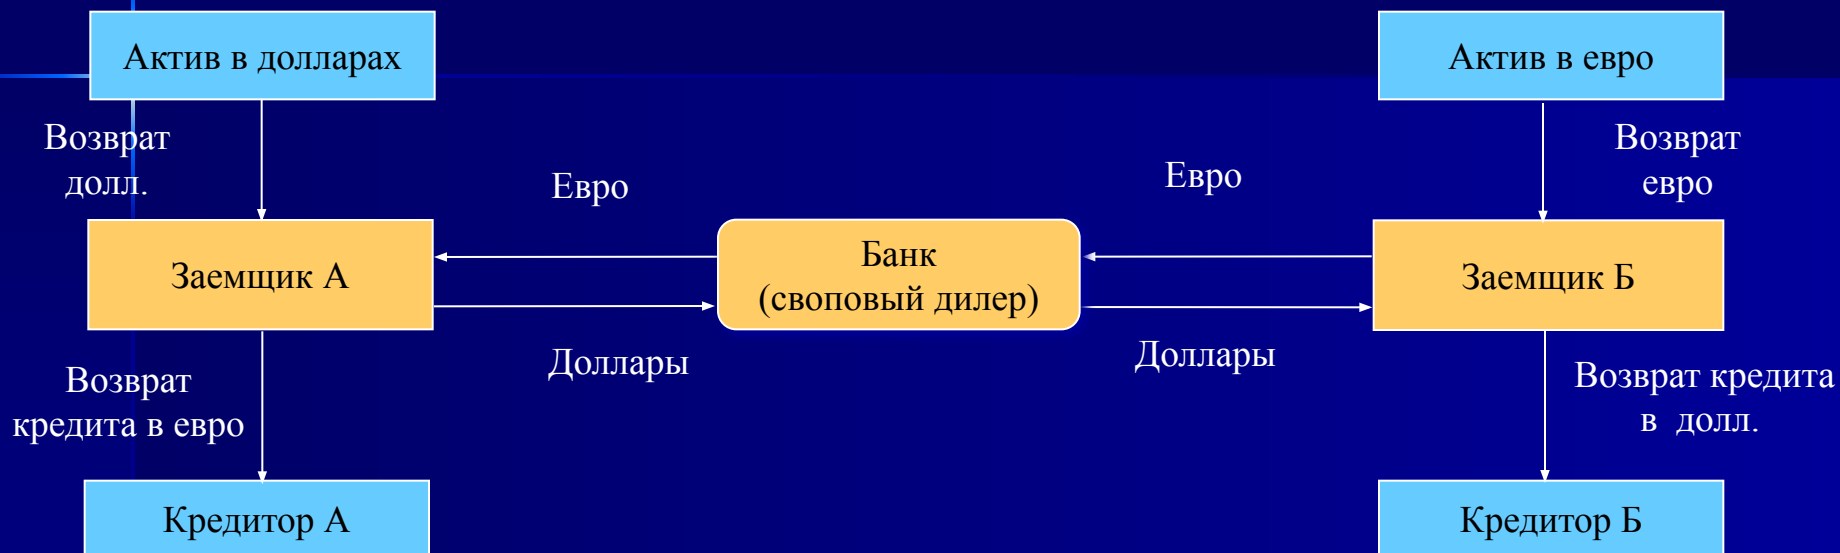 Актив в долларах
Актив в евро
Возврат
долл.
Возврат
евро
Евро
Евро
Заемщик А
Банк
(своповый дилер)
Заемщик Б
Доллары
Доллары
Возврат
кредита в евро
Возврат кредита
в долл.
Кредитор А
Кредитор Б